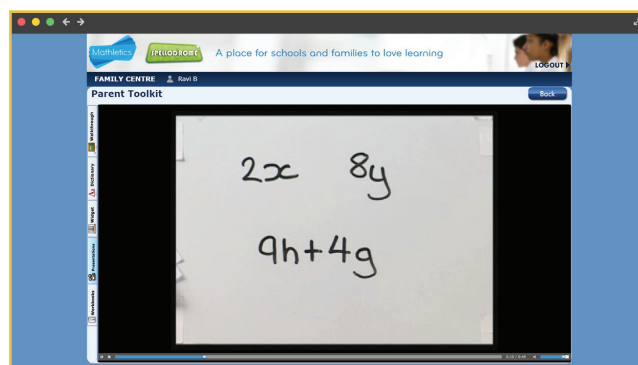 Mathletics SPELLODROME A place for schools and families to love learning
LOGOUT
FAMILY CENTRE Ravi B
Parent Toolkit Back
Walkthrough
Dictionary
Widget
Presentations
Workbooks
2x 8y
9h+4g